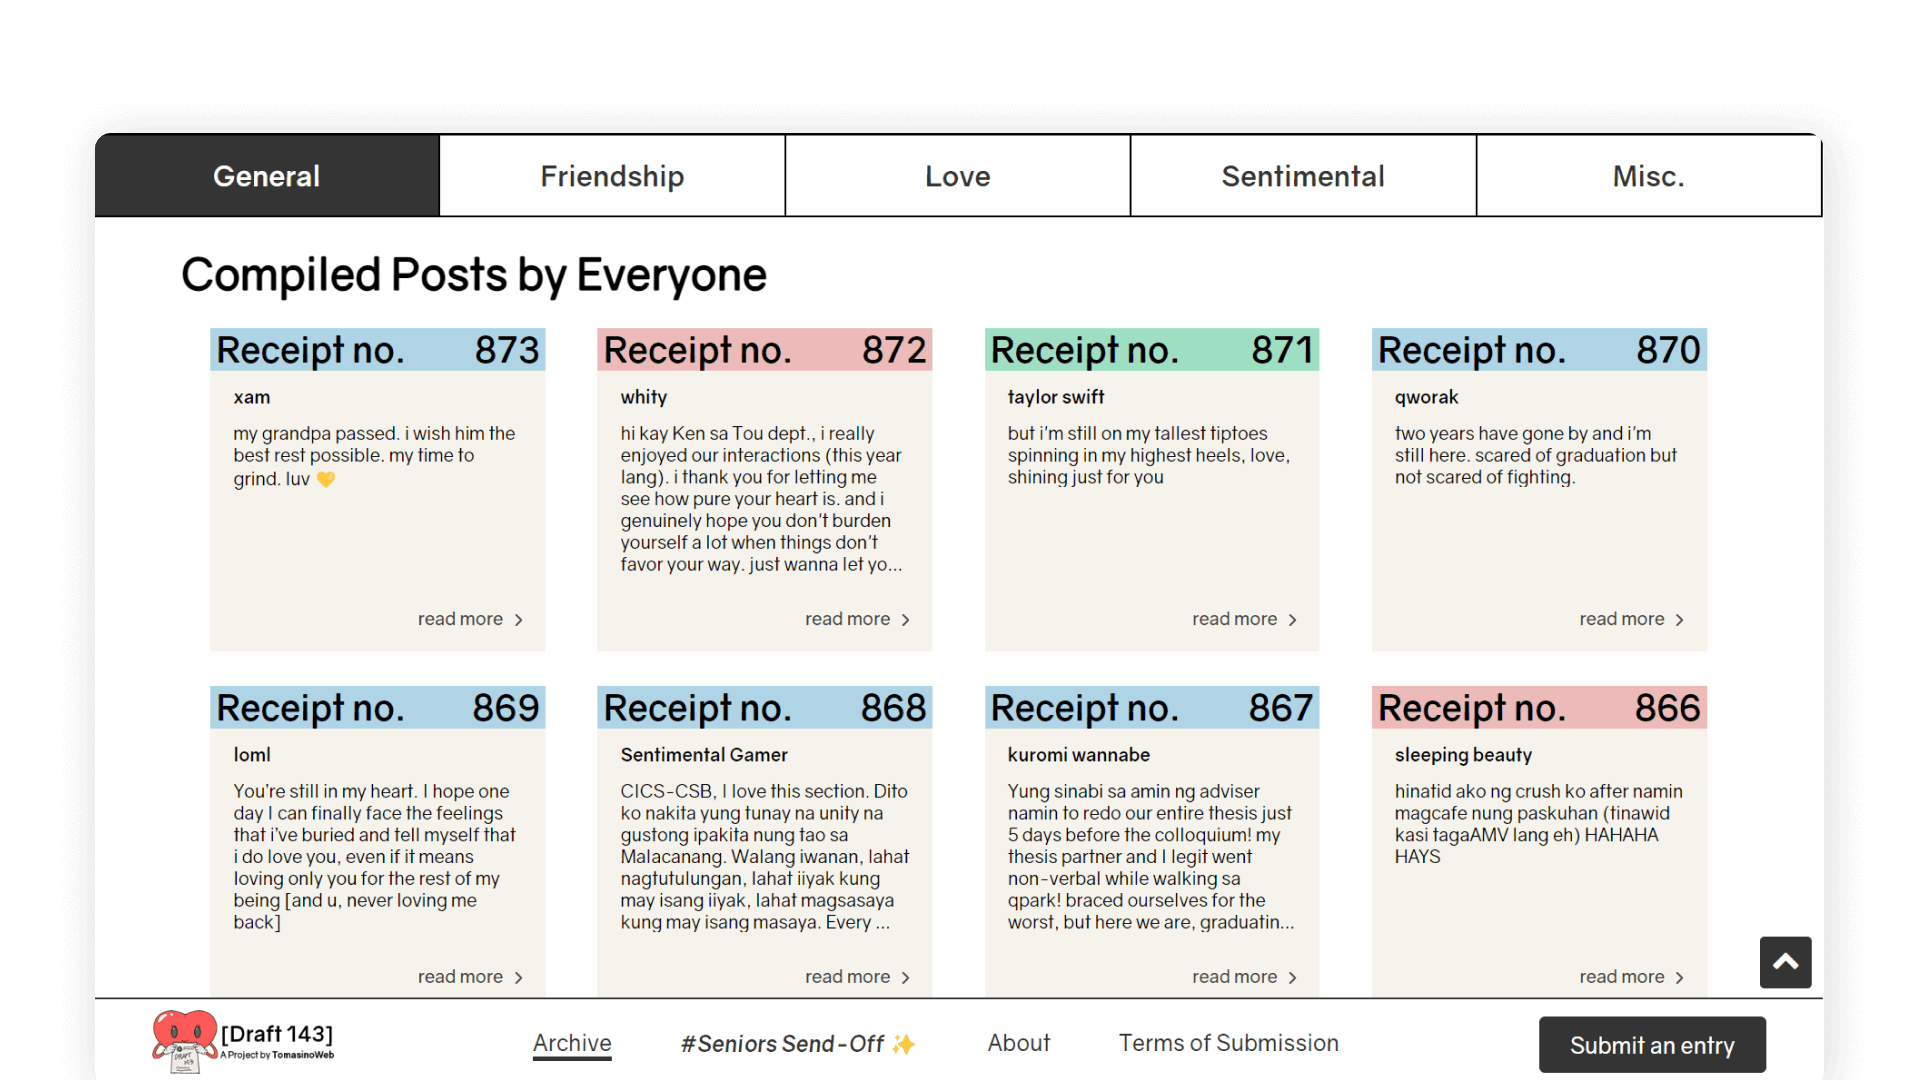 General
Friendship
Love
Sentimental
Misc.
Compiled Posts by Everyone
Receipt no. 873
xam
my grandpa passed. i wish him the
best rest possible. my time to
grind. luv 💛
read more
Receipt no. 872
whity
hi kay Ken sa Tou dept., i really
enjoyed our interactions (this year
lang). i thank you for letting me
see how pure your heart is. and i
genuinely hope you don't burden
yourself a lot when things don't
favor your way. just wanna let yo...
read more
Receipt no. 871
taylor swift
but i'm still on my tallest tiptoes
spinning in my highest heels, love,
shining just for you
read more
Receipt no. 870
qworak
two years have gone by and i'm
still here. scared of graduation but
not scared of fighting.
read more
Receipt no. 869
loml
You're still in my heart. I hope one
day I can finally face the feelings
that i've buried and tell myself that
i do love you, even if it means
loving only you for the rest of my
being [and u, never loving me
back]
read more
Receipt no. 868
Sentimental Gamer
CICS-CSB, I love this section. Dito
ko nakita yung tunay na unity na
gustong ipakita nung tao sa
Malacanang. Walang iwanan, lahat
nagtutulungan, lahat iiyak kung
may isang iiyak, lahat magsasaya
kung may isang masaya. Every ...
read more
Receipt no. 867
kuromi wannabe
Yung sinabi sa amin ng adviser
namin to redo our entire thesis just
5 days before the colloquium! my
thesis partner and I legit went
non-verbal while walking sa
qpark! braced ourselves for the
worst, but here we are, graduatin...
read more
Receipt no. 866
sleeping beauty
hinatid ako ng crush ko after namin
magcafe nung paskuhan (tinawid
kasi tagaAMV lang eh) HAHAHA
HAYS
read more
DRAFT
143
[Draft 143]
A Project by TomasinoWeb
Archive
#Seniors Send-Off ✨
About
Terms of Submission
Submit an entry